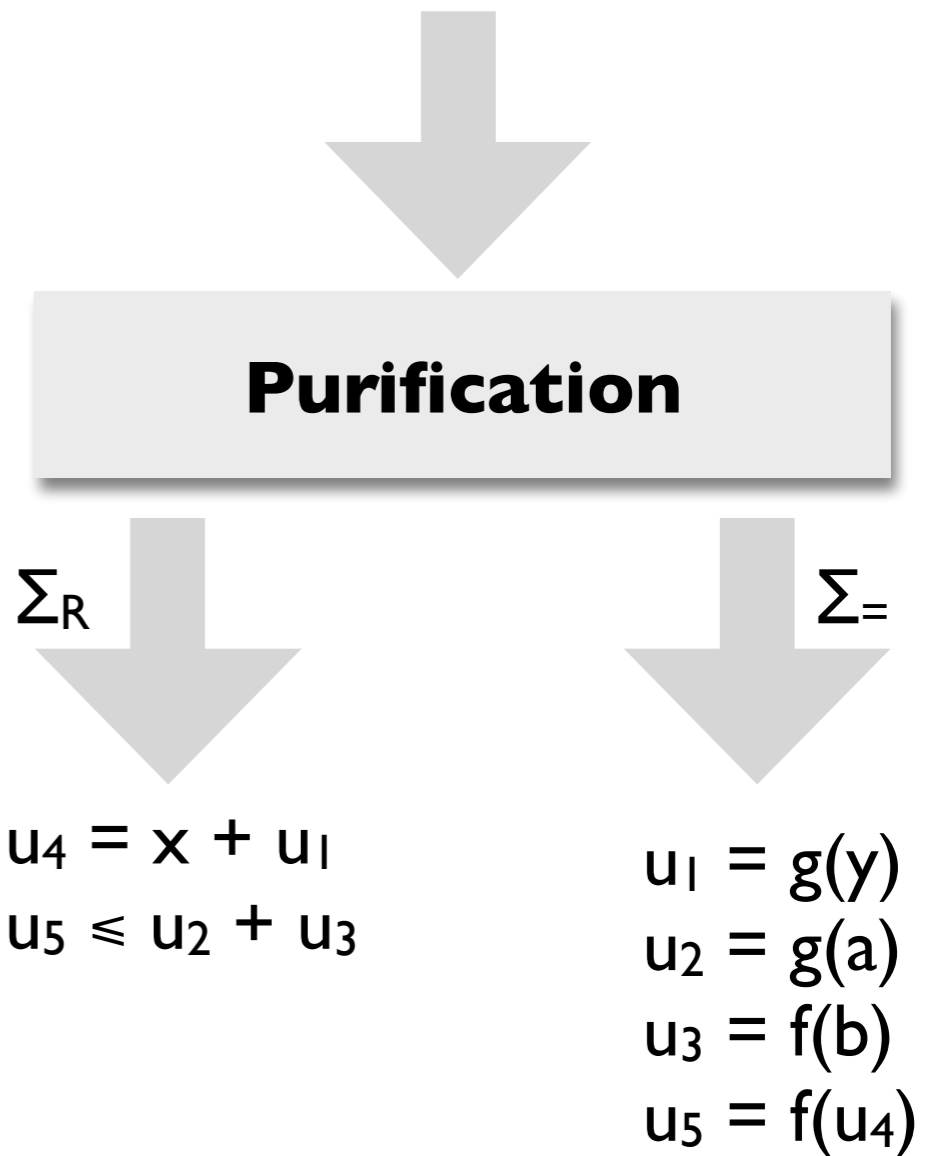 Purification
Σ_R
Σ_=
u₄ = x + u₁
u₅ ⩽ u₂ + u₃
u₁ = g(y)
u₂ = g(a)
u₃ = f(b)
u₅ = f(u₄)